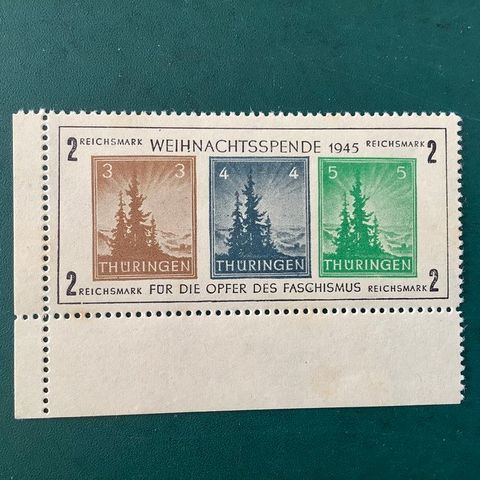 2 REICHSMARK WEIHNACHTSSPENDE 1945 REICHSMARK 2
3 3 4 4 5 5
THÜRINGEN THÜRINGEN THÜRINGEN
2 REICHSMARK FÜR DIE OPFER DES FASCHISMUS REICHSMARK 2